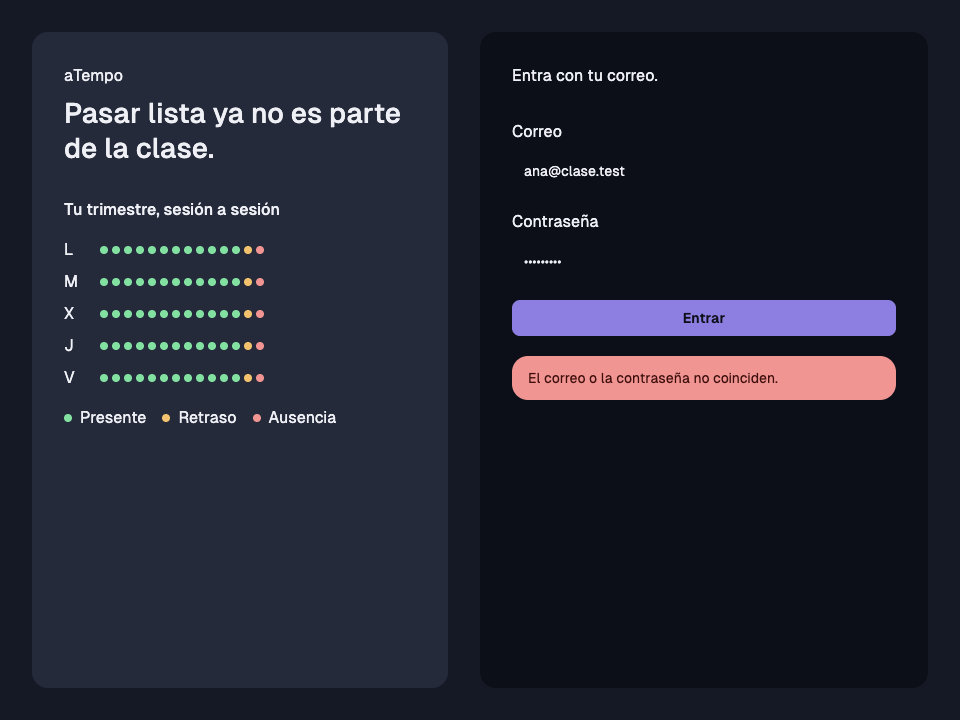 aTempo
Pasar lista ya no es parte
de la clase.
Tu trimestre, sesión a sesión
L
M
X
J
V
Presente Retraso Ausencia
Entra con tu correo.
Correo
ana@clase.test
Contraseña
•••••••••
Entrar
El correo o la contraseña no coinciden.